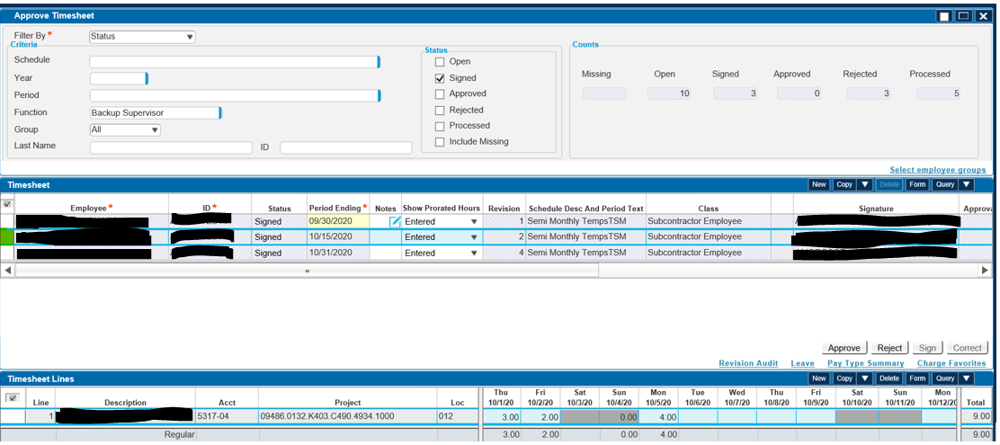 Approve Timesheet
Filter By * Status
Criteria
Schedule
Year
Period
Function Backup Supervisor
Group All
Last Name ID
Status
Open
Signed
Approved
Rejected
Processed
Include Missing
Counts
Missing Open Signed Approved Rejected Processed
10 3 0 3 5
Select employee groups
Timesheet New Copy Delete Form Query
Employee * ID * Status Period Ending * Notes Show Prorated Hours Revision Schedule Desc And Period Text Class Signature Approva
Signed 09/30/2020 Entered 1 Semi Monthly TempsTSM Subcontractor Employee
Signed 10/15/2020 Entered 2 Semi Monthly TempsTSM Subcontractor Employee
Signed 10/31/2020 Entered 4 Semi Monthly TempsTSM Subcontractor Employee
Approve Reject Sign Correct
Revision Audit Leave Pay Type Summary Charge Favorites
Timesheet Lines New Copy Delete Form Query
Line Description Acct Project Loc Thu 10/1/20 Fri 10/2/20 Sat 10/3/20 Sun 10/4/20 Mon 10/5/20 Tue 10/6/20 Wed 10/7/20 Thu 10/8/20 Fri 10/9/20 Sat 10/10/20 Sun 10/11/20 Mon 10/12/20 Total
1 5317-04 09486.0132.K403.C490.4934.1000 012 3.00 2.00 0.00 4.00 9.00
Regular 3.00 2.00 0.00 4.00 9.00